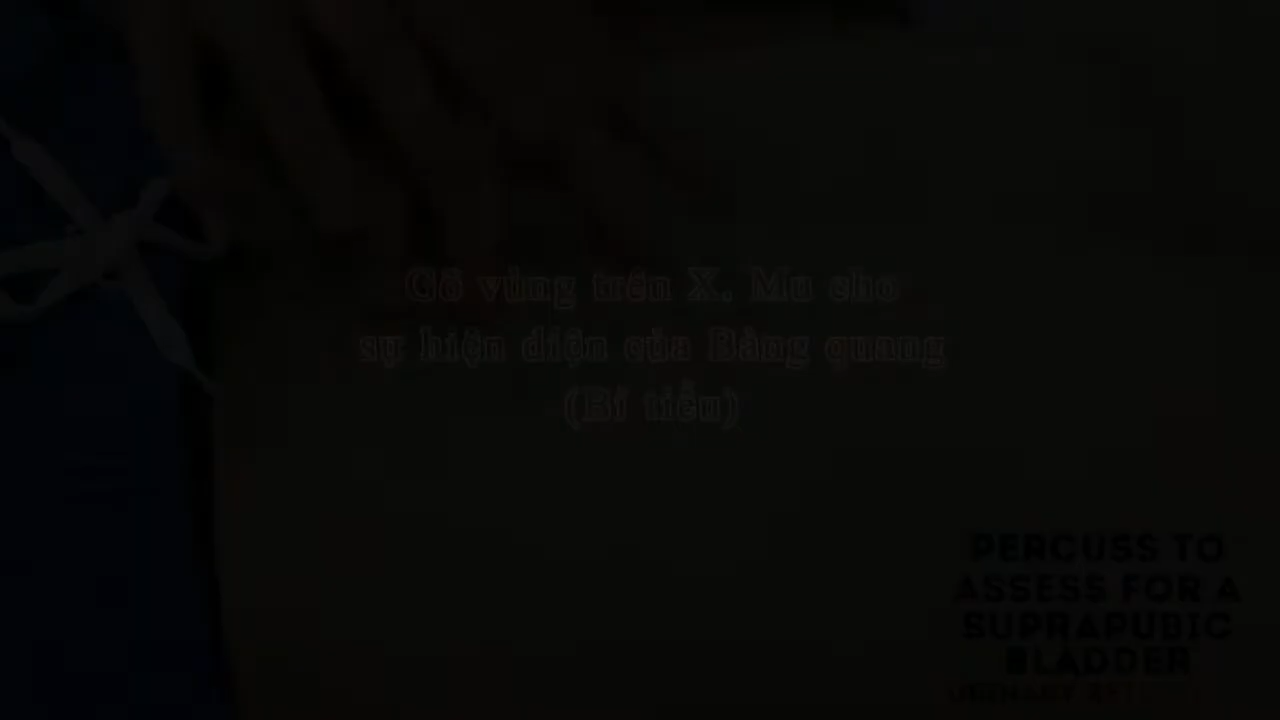 Gõ vùng trên X. Mu cho
sự hiện diện của Bàng quang
(Bí tiểu)
PERCUSS TO
ASSESS FOR A
SUPRAPUBIC
BLADDER
URINARY